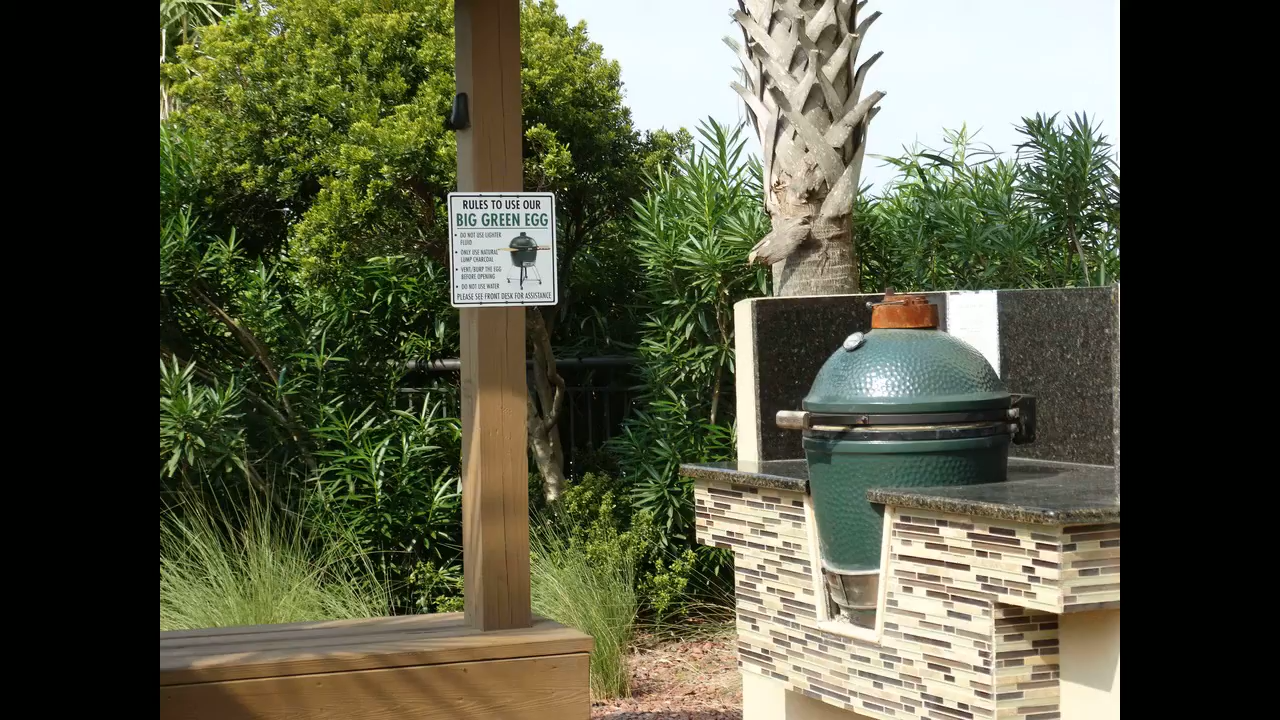 RULES TO USE OUR
BIG GREEN EGG
• DO NOT USE LIGHTER
FLUID
• ONLY USE NATURAL
LUMP CHARCOAL
• VENT/BURP THE EGG
BEFORE OPENING
• DO NOT USE WATER
PLEASE SEE FRONT DESK FOR ASSISTANCE